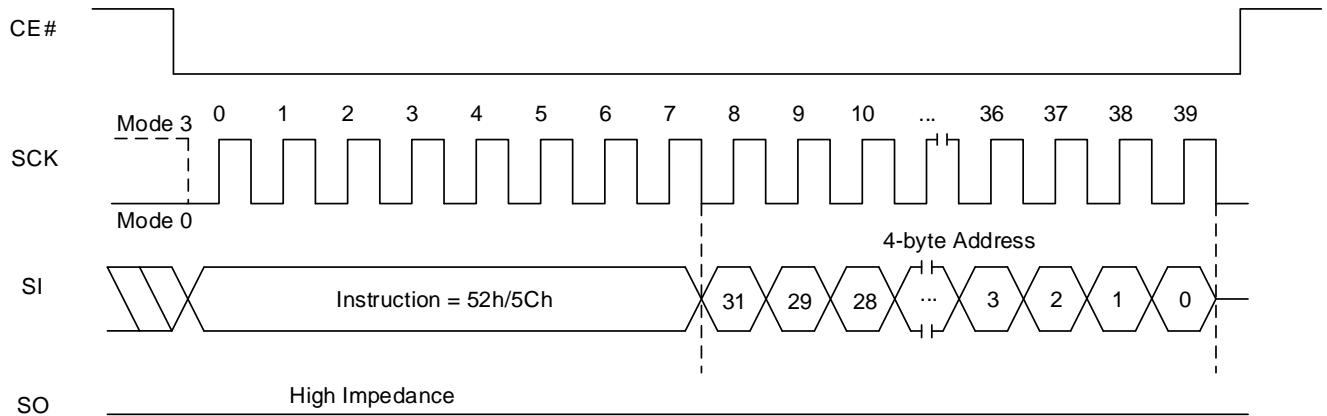 CE#
0 1 2 3 4 5 6 7 8 9 10 ... 36 37 38 39
Mode 3
SCK
Mode 0
4-byte Address
SI
Instruction = 52h/5Ch 31 29 28 ... 3 2 1 0
High Impedance
SO